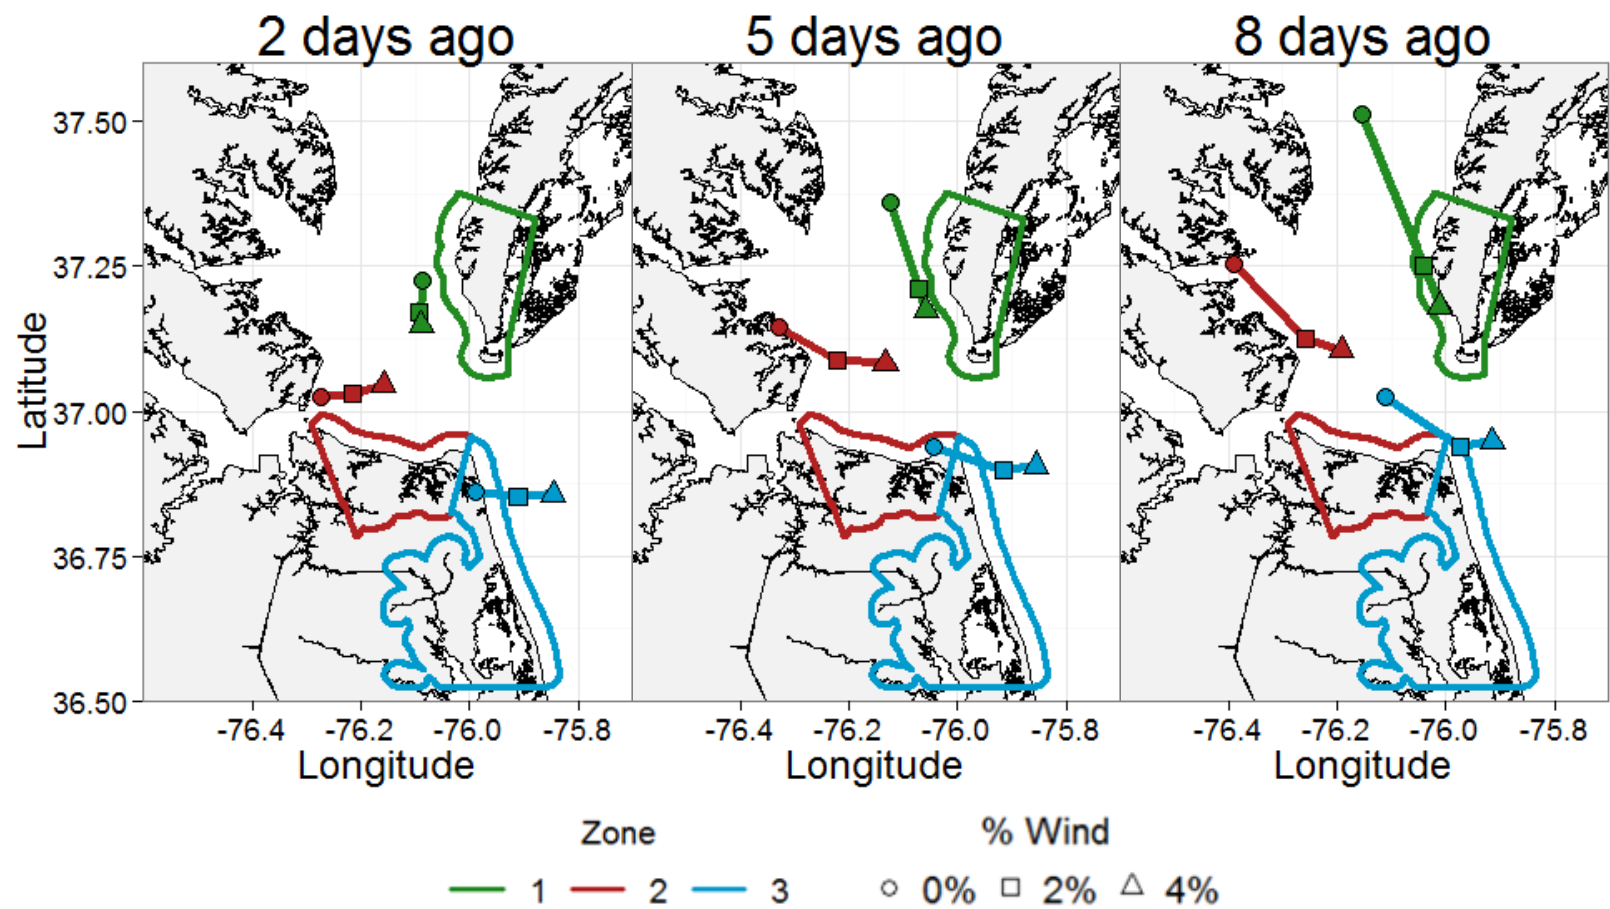 2 days ago 5 days ago 8 days ago
37.50
37.25
37.00
36.75
36.50
Latitude
-76.4 -76.2 -76.0 -75.8 -76.4 -76.2 -76.0 -75.8 -76.4 -76.2 -76.0 -75.8
Longitude Longitude Longitude
Zone % Wind
1 2 3 0% 2% 4%